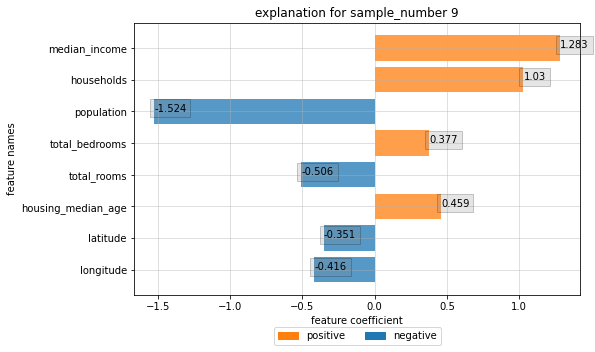 explanation for sample_number 9
feature names
median_income 1.283
households 1.03
population -1.524
total_bedrooms 0.377
total_rooms -0.506
housing_median_age 0.459
latitude -0.351
longitude -0.416
−1.5 −1.0 −0.5 0.0 0.5 1.0
feature coefficient
positive negative